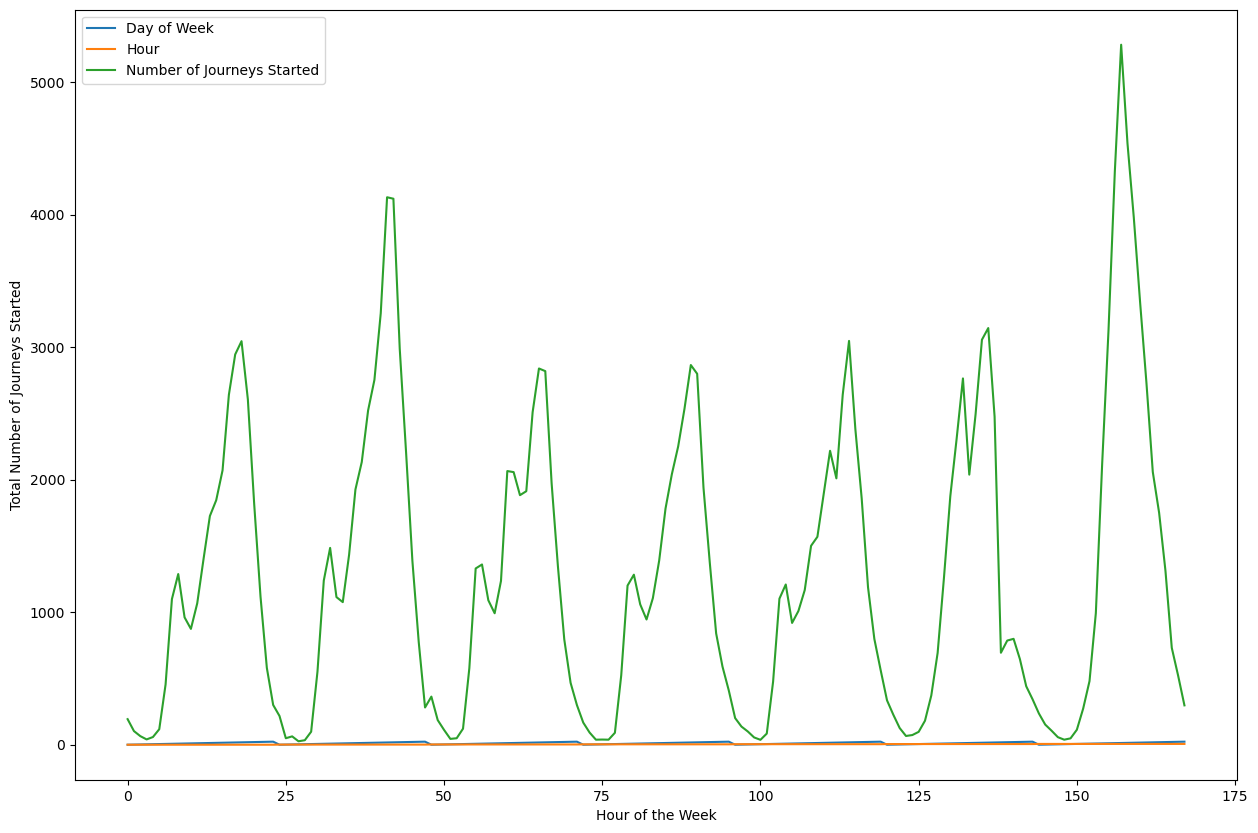 Day of Week
Hour
Number of Journeys Started
Total Number of Journeys Started
5000
4000
3000
2000
1000
0
0 25 50 75 100 125 150 175
Hour of the Week